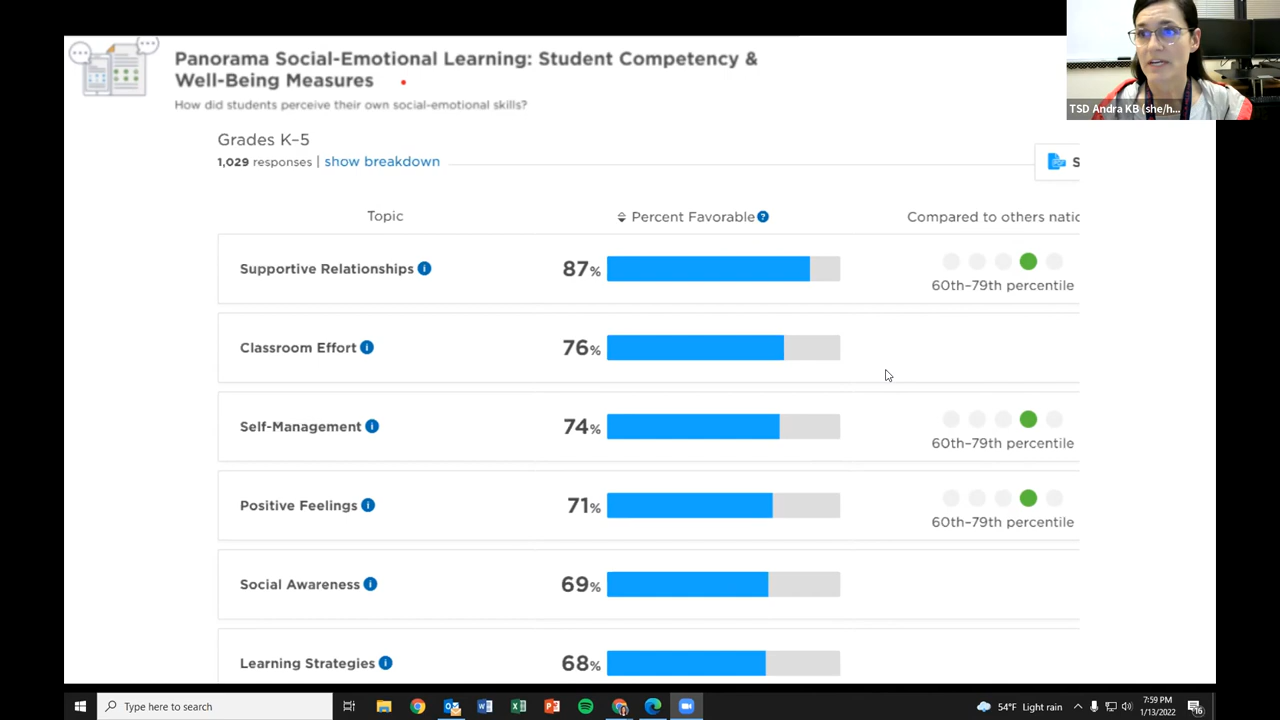 Panorama Social-Emotional Learning: Student Competency &
Well-Being Measures
How did students perceive their own social-emotional skills?
TSD Andra KB (she/h...
Grades K–5
1,029 responses | show breakdown
S
Topic
Percent Favorable ?
Compared to others natio
Supportive Relationships i
87%
60th–79th percentile
Classroom Effort i
76%
Self-Management i
74%
60th–79th percentile
Positive Feelings i
71%
60th–79th percentile
Social Awareness i
69%
Learning Strategies i
68%
Type here to search
54°F Light rain
7:59 PM
1/13/2022
16